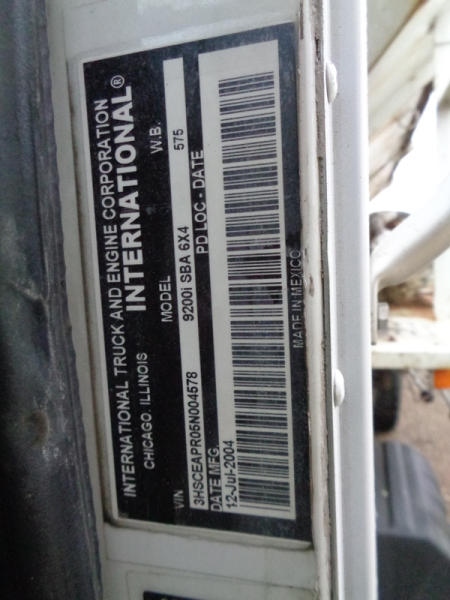 INTERNATIONAL TRUCK AND ENGINE CORPORATION
CHICAGO, ILLINOIS INTERNATIONAL®
VIN MODEL W.B.
3HSCEAPR05N004578 9200i SBA 6X4 575
DATE MFG PD LOC - DATE
12-Jul-2004
MADE IN MEXICO